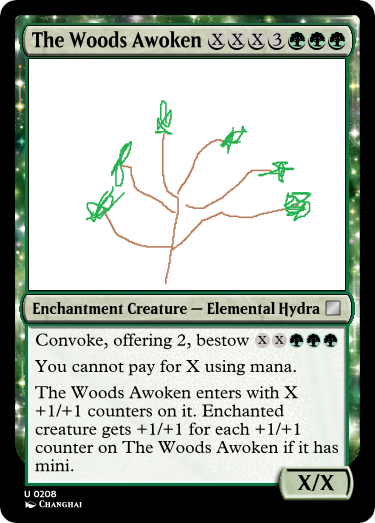 The Woods Awoken X X X 3
Enchantment Creature — Elemental Hydra
Convoke, offering 2, bestow X X
You cannot pay for X using mana.
The Woods Awoken enters with X
+1/+1 counters on it. Enchanted
creature gets +1/+1 for each +1/+1
counter on The Woods Awoken if it has
mini.
X/X
U 0208
Changhai